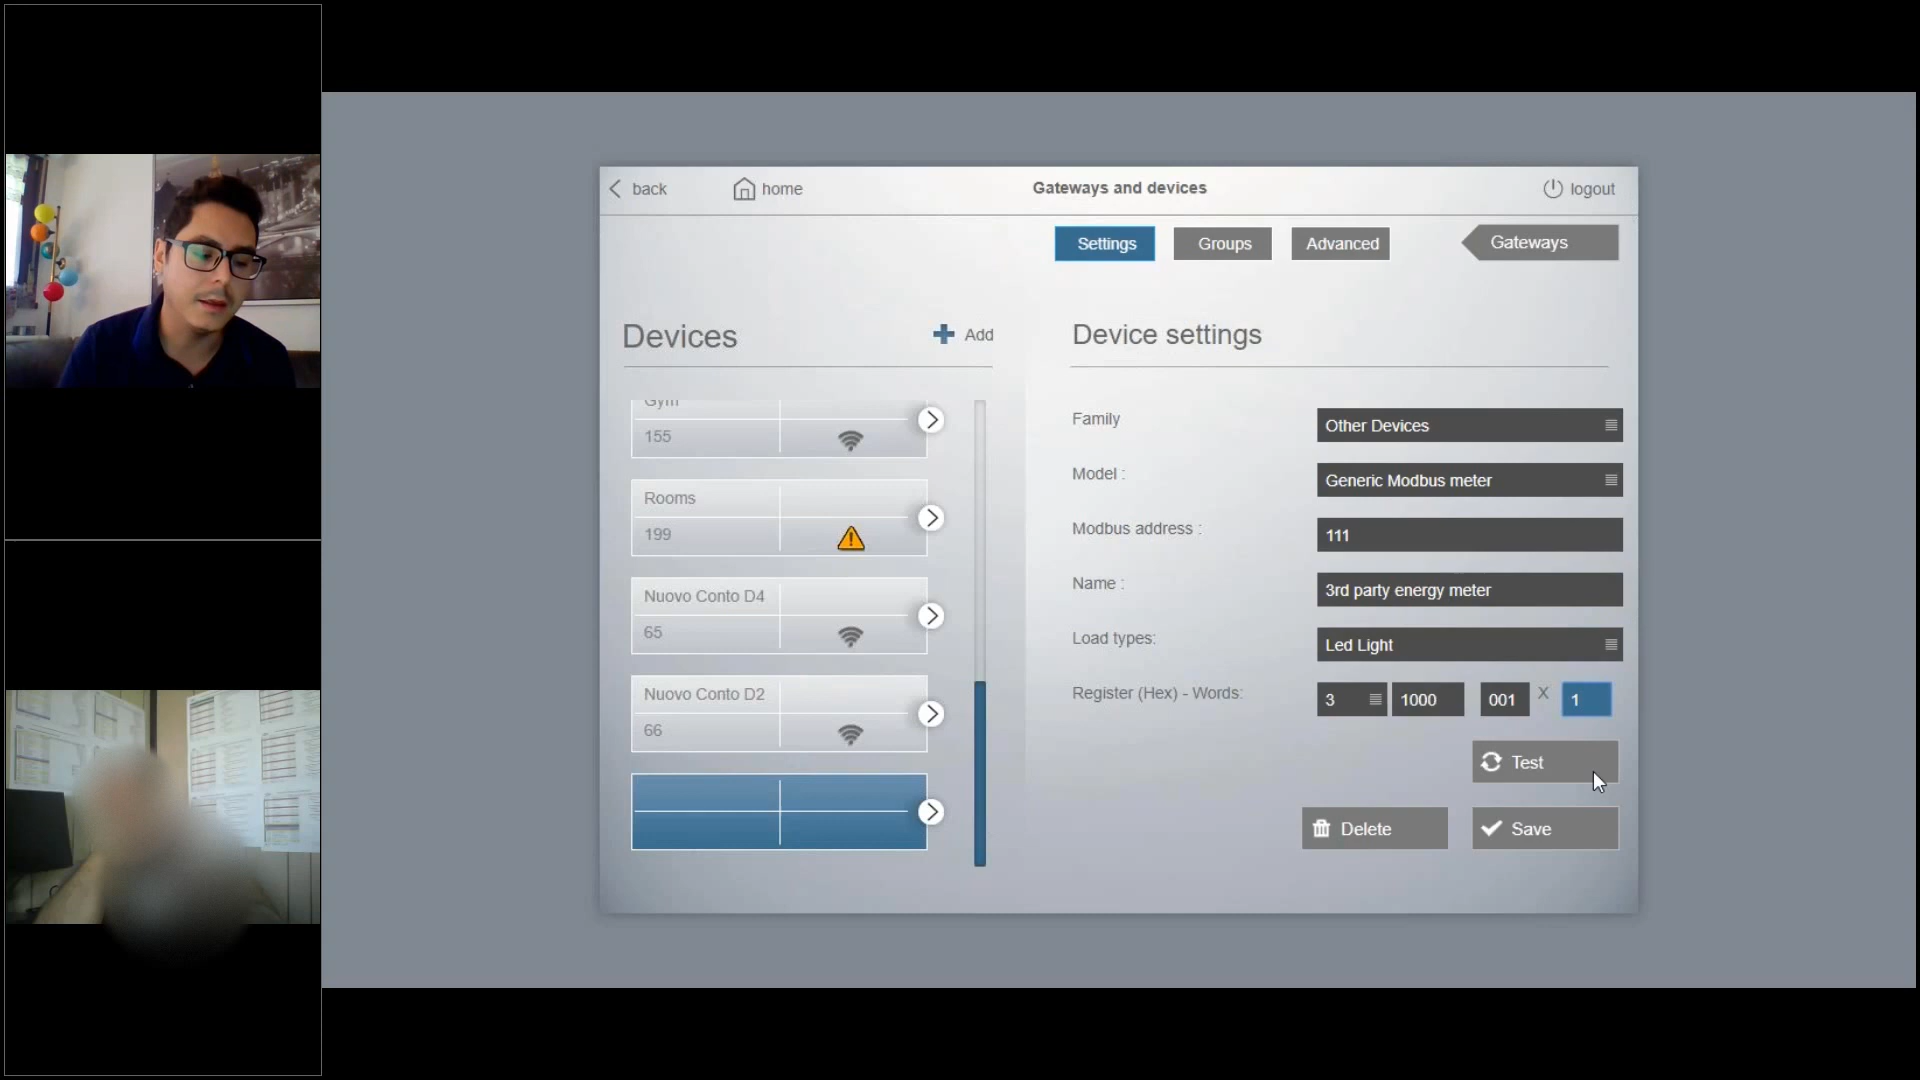 back
home
Gateways and devices
logout
Settings
Groups
Advanced
Gateways
Devices
Add
Gym
155
Rooms
199
Nuovo Conto D4
65
Nuovo Conto D2
66
Device settings
Family
Other Devices
Model :
Generic Modbus meter
Modbus address :
111
Name :
3rd party energy meter
Load types:
Led Light
Register (Hex) - Words:
3 1000 001 X 1
Test
Delete
Save